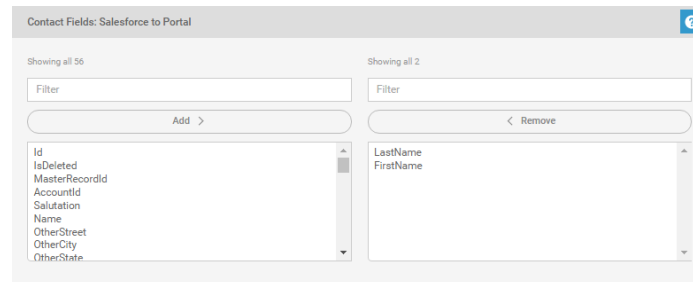 Contact Fields: Salesforce to Portal
?
Showing all 56
Showing all 2
Filter
Filter
Add >
< Remove
Id
IsDeleted
MasterRecordId
AccountId
Salutation
Name
OtherStreet
OtherCity
OtherState
LastName
FirstName